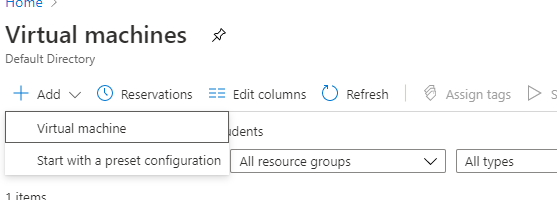 Home
Virtual machines
Default Directory
Add Reservations Edit columns Refresh Assign tags
Virtual machine
Start with a preset configuration
All resource groups All types
1 items